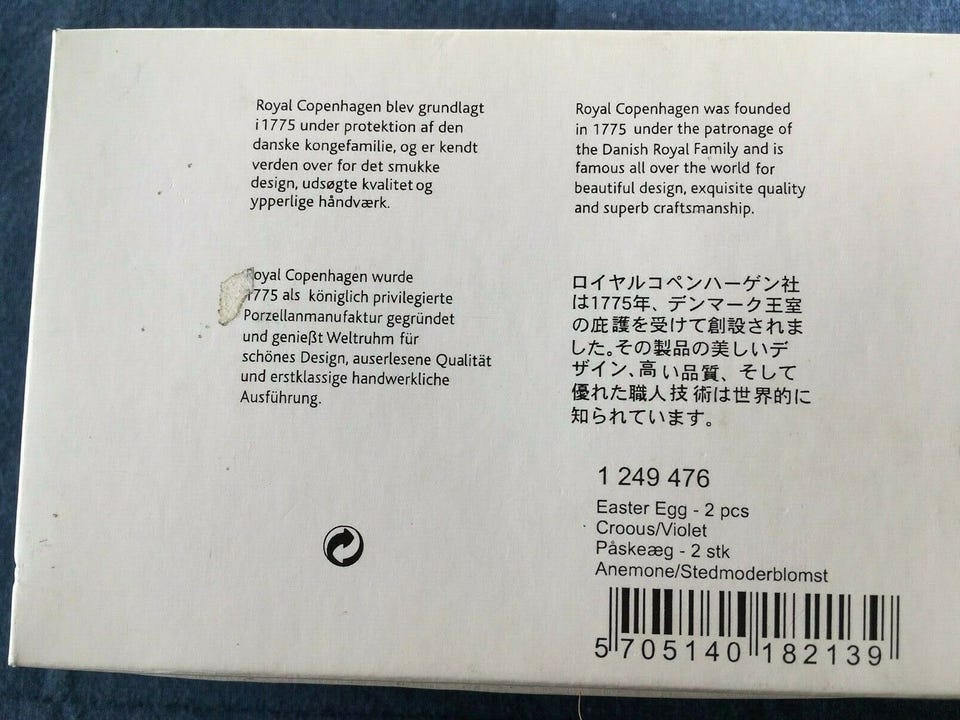 Royal Copenhagen blev grundlagt
i 1775 under protektion af den
danske kongefamilie, og er kendt
verden over for det smukke
design, udsøgte kvalitet og
ypperlige håndværk.
Royal Copenhagen was founded
in 1775 under the patronage of
the Danish Royal Family and is
famous all over the world for
beautiful design, exquisite quality
and superb craftsmanship.
Royal Copenhagen wurde
1775 als königlich privilegierte
Porzellanmanufaktur gegründet
und genießt Weltruhm für
schönes Design, auserlesene Qualität
und erstklassige handwerkliche
Ausführung.
ロイヤルコペンハーゲン社
は1775年、デンマーク王室
の庇護を受けて創設されま
した。その製品の美しいデ
ザイン、高い品質、そして
優れた職人技術は世界的に
知られています。
1 249 476
Easter Egg - 2 pcs
Croous/Violet
Påskeæg - 2 stk
Anemone/Stedmoderblomst
5 705140 182139